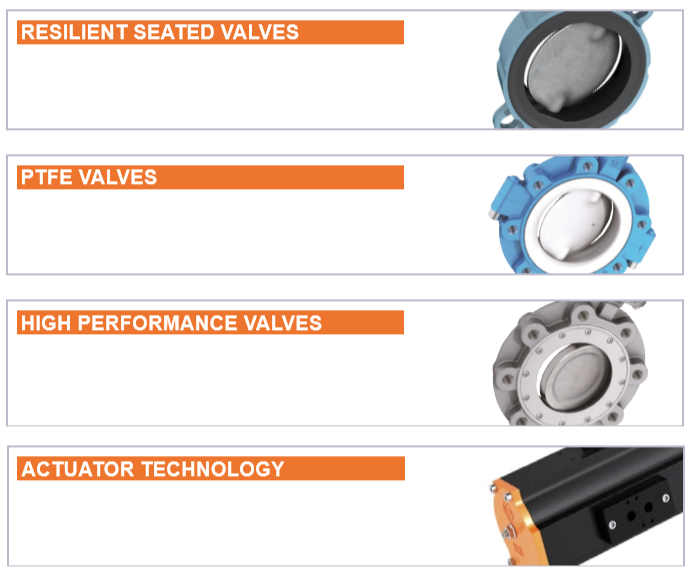 RESILIENT SEATED VALVES
PTFE VALVES
HIGH PERFORMANCE VALVES
ACTUATOR TECHNOLOGY